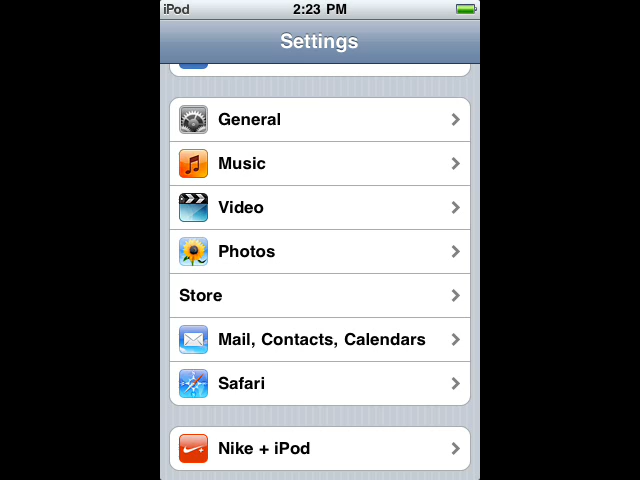 iPod 2:23 PM
Settings
General
Music
Video
Photos
Store
Mail, Contacts, Calendars
Safari
Nike + iPod